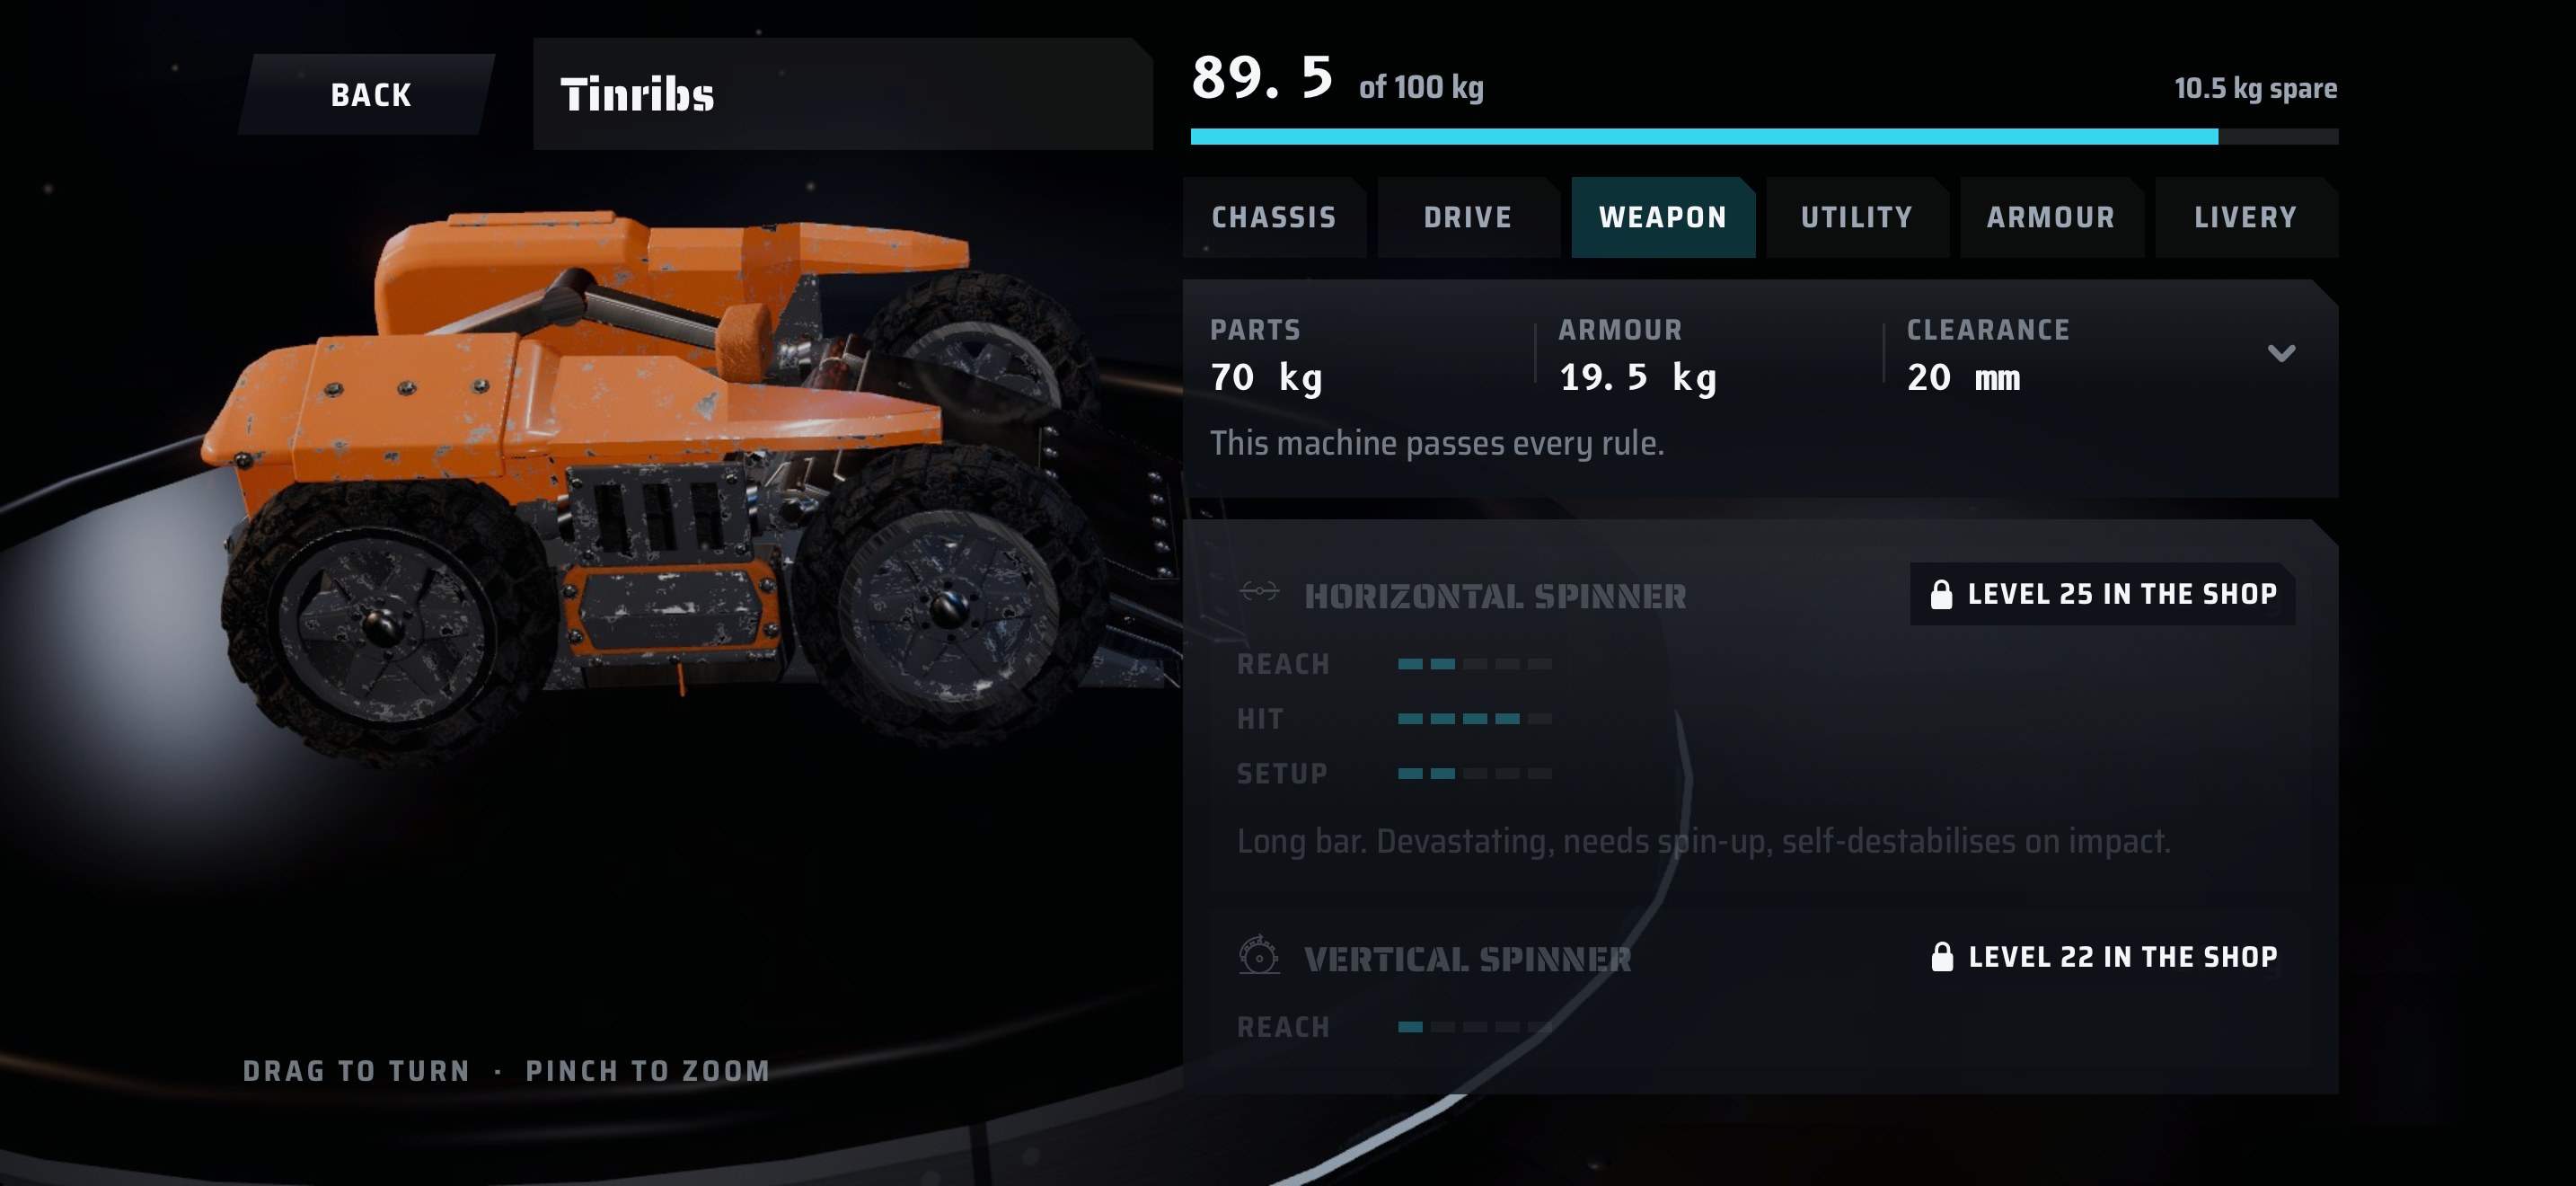 BACK
Tinribs
89.5 of 100 kg
10.5 kg spare
CHASSIS
DRIVE
WEAPON
UTILITY
ARMOUR
LIVERY
PARTS
70 kg
ARMOUR
19.5 kg
CLEARANCE
20 mm
This machine passes every rule.
HORIZONTAL SPINNER
LEVEL 25 IN THE SHOP
REACH
HIT
SETUP
Long bar. Devastating, needs spin-up, self-destabilises on impact.
VERTICAL SPINNER
LEVEL 22 IN THE SHOP
REACH
DRAG TO TURN · PINCH TO ZOOM